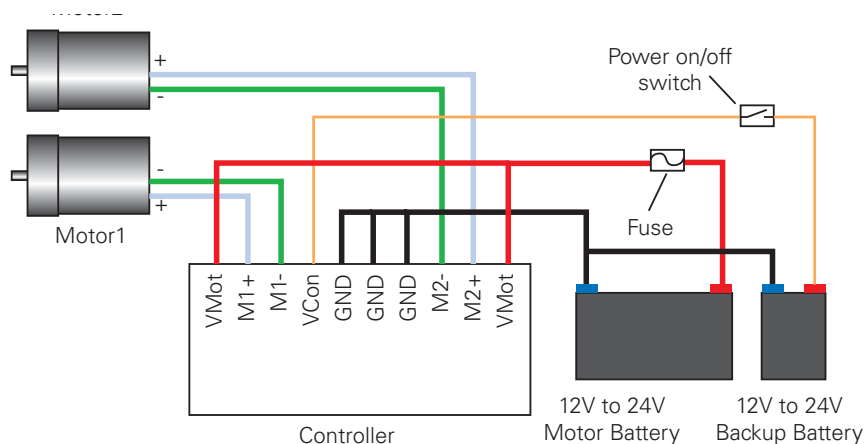 +
-
Power on/off
switch
-
+
Motor1
Fuse
VMot
M1+
M1-
VCon
GND
GND
GND
M2-
M2+
VMot
Controller
12V to 24V
Motor Battery
12V to 24V
Backup Battery